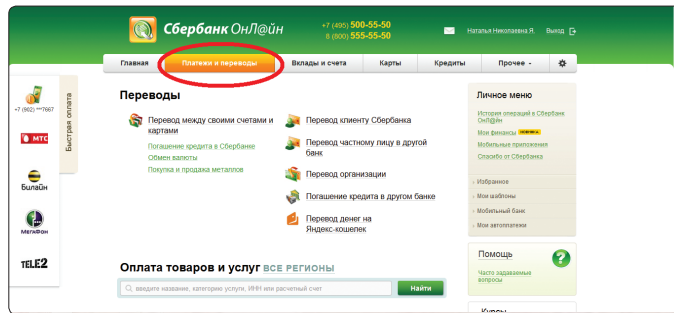 Сбербанк ОнЛ@йн
+7 (495) 500-55-50
8 (800) 555-55-50
Наталья Николаевна Я. Выход
Главная Платежи и переводы Вклады и счета Карты Кредиты Прочее
+7 (902) ***7667
МТС
Билайн
МегаФон
TELE2
Быстрая оплата
Переводы
Перевод между своими счетами и
картами
Погашение кредита в Сбербанке
Обмен валюты
Покупка и продажа металлов
Перевод клиенту Сбербанка
Перевод частному лицу в другой
банк
Перевод организации
Погашение кредита в другом банке
Перевод денег на
Яндекс-кошелек
Оплата товаров и услуг ВСЕ РЕГИОНЫ
введите название, категорию услуги, ИНН или расчетный счет
Найти
Личное меню
История операций в Сбербанк
ОнЛ@йн
Мои финансы НОВИНКА
Мобильные приложения
Спасибо от Сбербанка
Избранное
Мои шаблоны
Мобильный банк
Мои автоплатежи
Помощь
Часто задаваемые
вопросы
?